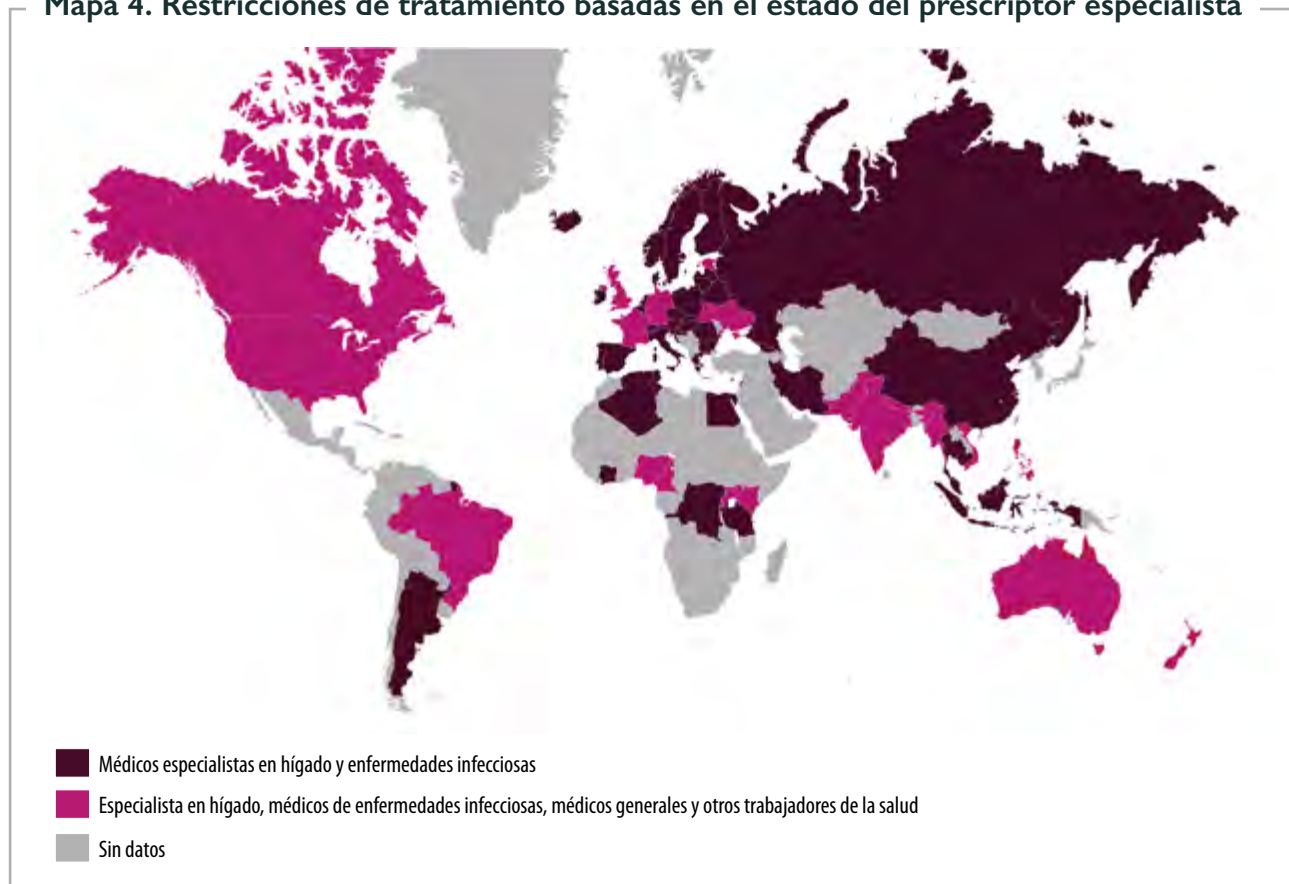 Mapa 4. Restricciones de tratamiento basadas en el estado del prescriptor especialista
Médicos especialistas en hígado y enfermedades infecciosas
Especialista en hígado, médicos de enfermedades infecciosas, médicos generales y otros trabajadores de la salud
Sin datos